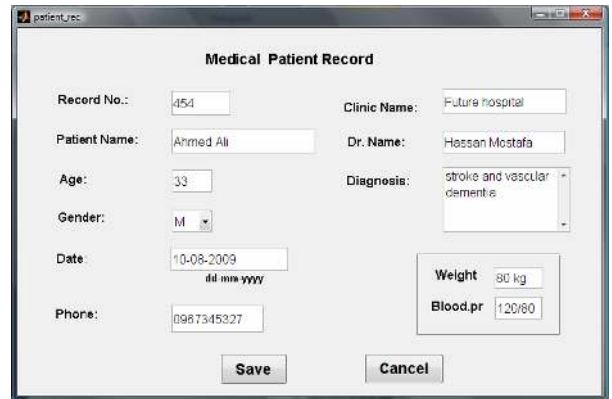 patient_rec
Medical Patient Record
Record No.: 454
Patient Name: Ahmed Ali
Age: 33
Gender: M
Date: 10-08-2009
dd-mm-yyyy
Phone: 0967345327
Clinic Name: Future hospital
Dr. Name: Hassan Mostafa
Diagnosis: stroke and vascular
dementia
Weight 80 kg
Blood.pr 120/80
Save
Cancel